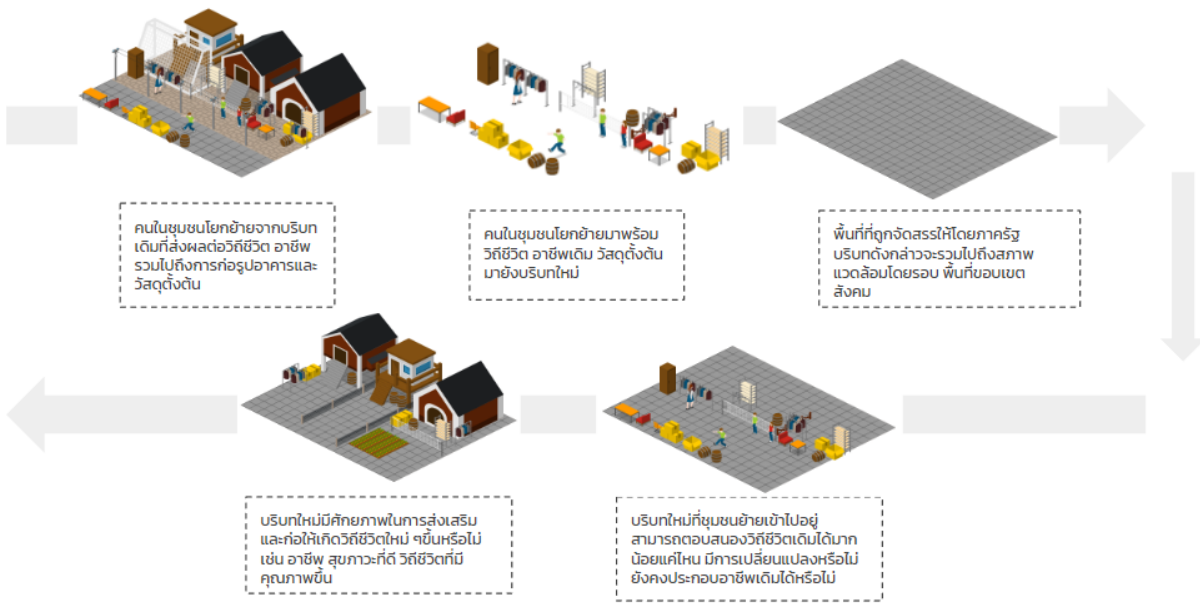 คนในชุมชนโยกย้ายจากบริบท
เดิมที่ส่งผลต่อวิถีชีวิต อาชีพ
รวมไปถึงการก่อรูปอาคารและ
วัสดุตั้งต้น
คนในชุมชนโยกย้ายมาพร้อม
วิถีชีวิต อาชีพเดิม วัสดุตั้งต้น
มายังบริบทใหม่
พื้นที่ที่ถูกจัดสรรให้โดยภาครัฐ
บริบทดังกล่าวจะรวมไปถึงสภาพ
แวดล้อมโดยรอบ พื้นที่ขอบเขต
สังคม
บริบทใหม่ที่ชุมชนย้ายเข้าไปอยู่
สามารถตอบสนองวิถีชีวิตเดิมได้มาก
น้อยแค่ไหน มีการเปลี่ยนแปลงหรือไม่
ยังคงประกอบอาชีพเดิมได้หรือไม่
บริบทใหม่มีศักยภาพในการส่งเสริม
และก่อให้เกิดวิถีชีวิตใหม่ ๆขึ้นหรือไม่
เช่น อาชีพ สุขภาวะที่ดี วิถีชีวิตที่มี
คุณภาพขึ้น